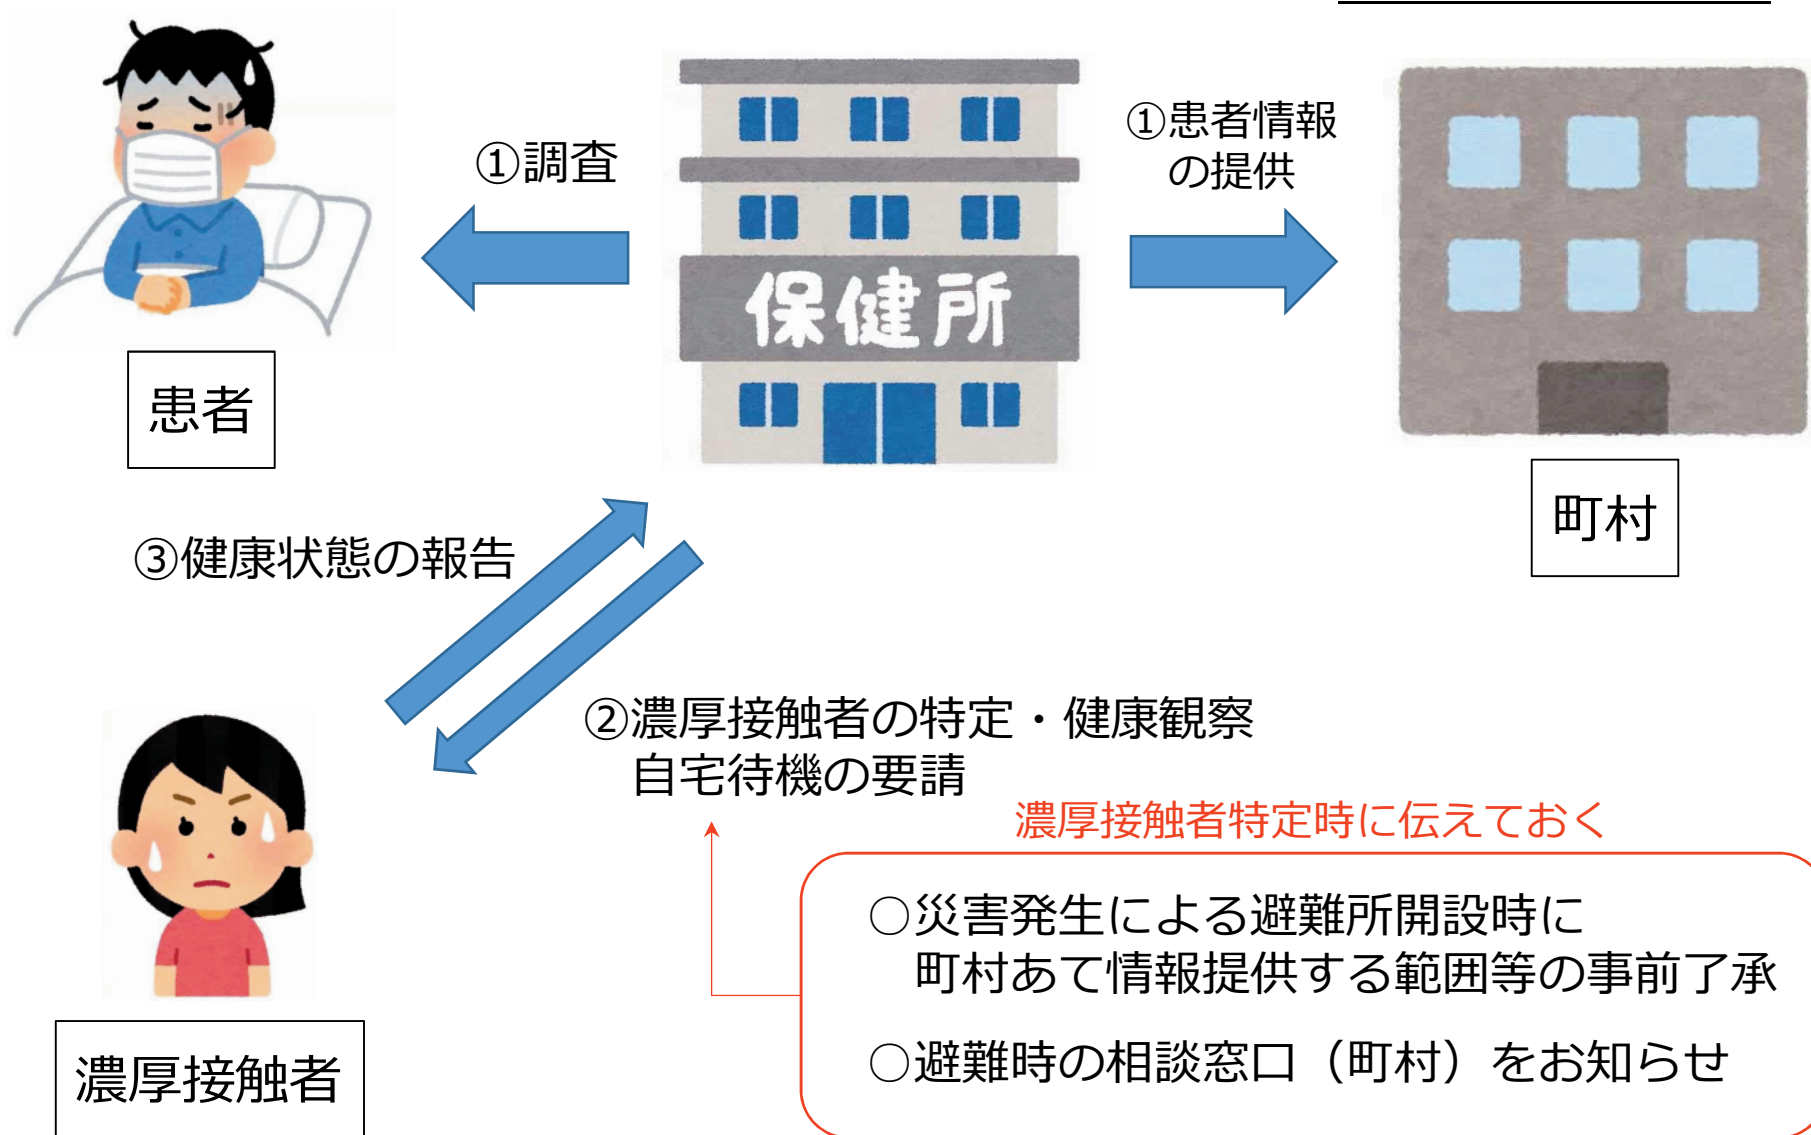 ①調査
①患者情報
の提供
保健所
患者
町村
③健康状態の報告
②濃厚接触者の特定・健康観察
自宅待機の要請
濃厚接触者特定時に伝えておく
○災害発生による避難所開設時に
町村あて情報提供する範囲等の事前了承
○避難時の相談窓口（町村）をお知らせ
濃厚接触者